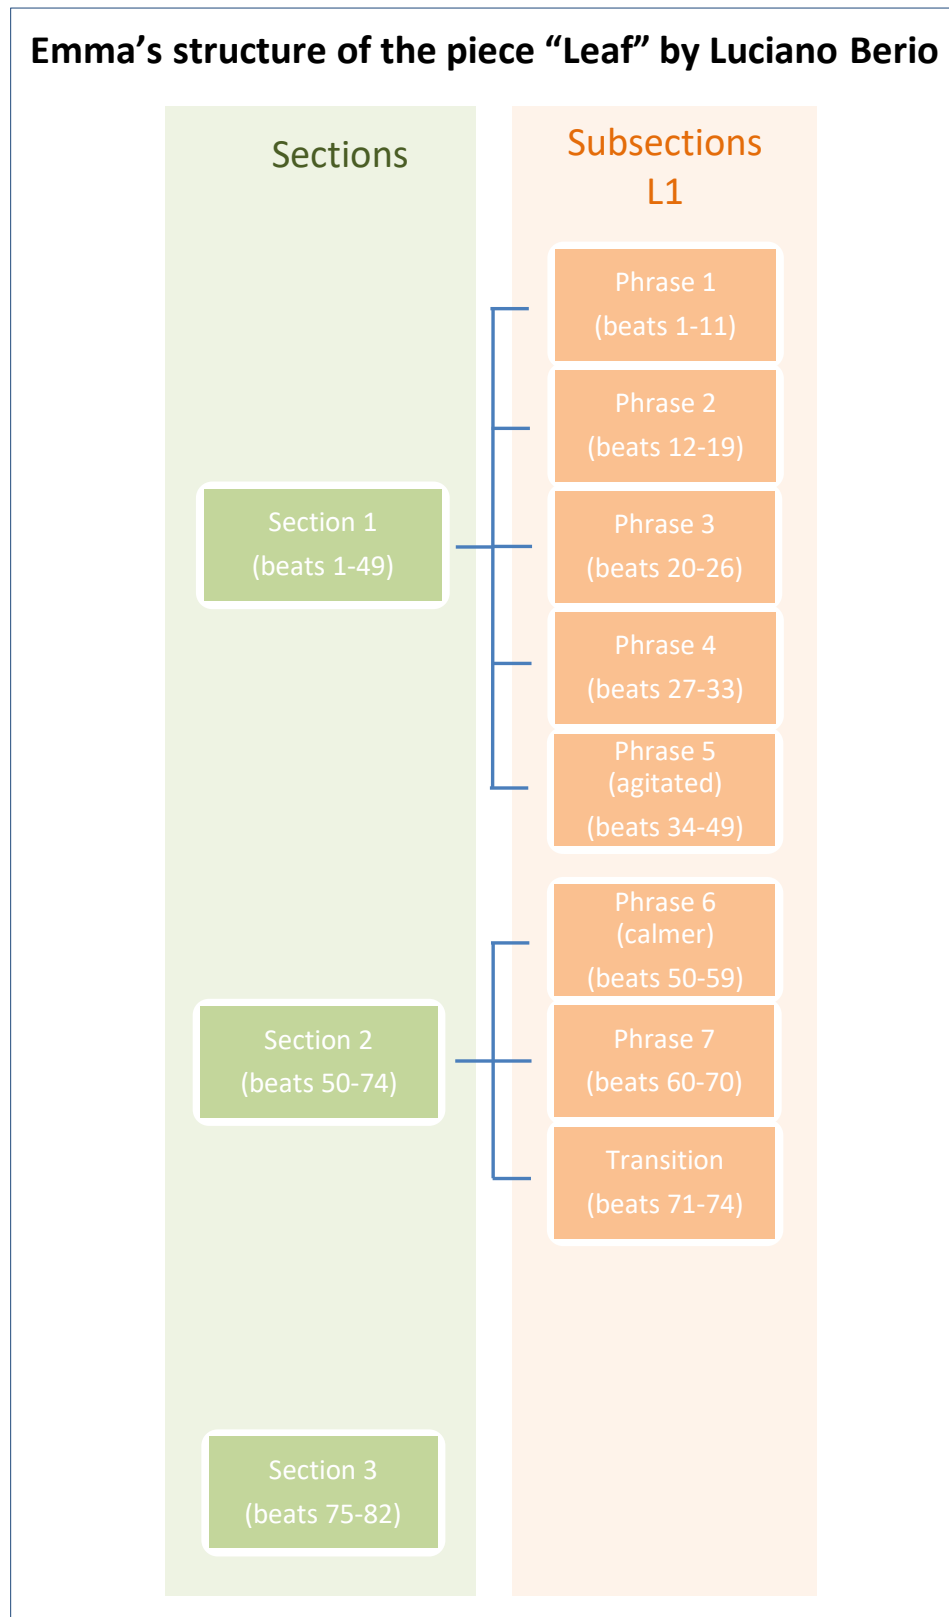 Emma’s structure of the piece “Leaf” by Luciano Berio
Sections
Subsections
L1
Section 1
(beats 1-49)
Phrase 1
(beats 1-11)
Phrase 2
(beats 12-19)
Phrase 3
(beats 20-26)
Phrase 4
(beats 27-33)
Phrase 5
(agitated)
(beats 34-49)
Section 2
(beats 50-74)
Phrase 6
(calmer)
(beats 50-59)
Phrase 7
(beats 60-70)
Transition
(beats 71-74)
Section 3
(beats 75-82)